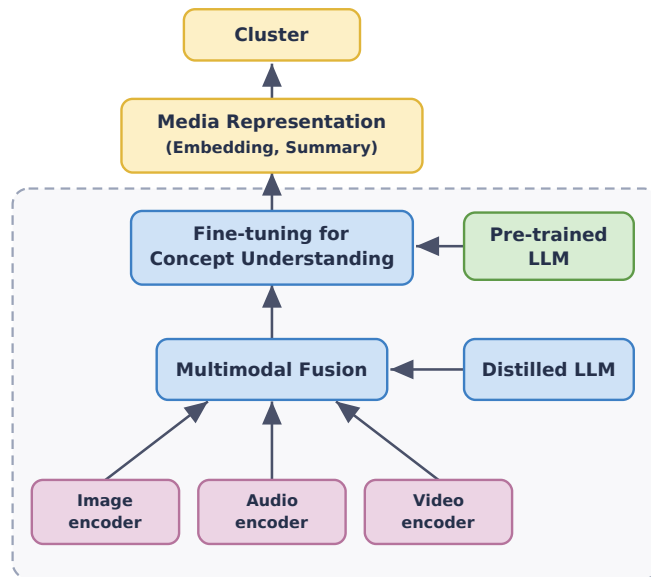 Cluster
Media Representation
(Embedding, Summary)
Fine-tuning for
Concept Understanding
Pre-trained
LLM
Multimodal Fusion
Distilled LLM
Image
encoder
Audio
encoder
Video
encoder